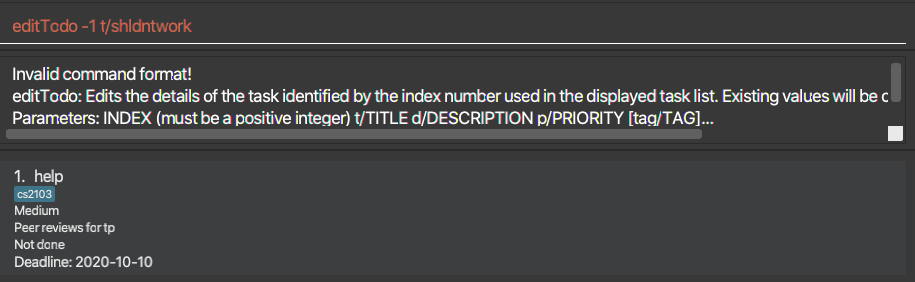 editTodo -1 t/shldntwork
Invalid command format!
editTodo: Edits the details of the task identified by the index number used in the displayed task list. Existing values will be
Parameters: INDEX (must be a positive integer) t/TITLE d/DESCRIPTION p/PRIORITY [tag/TAG]...
1. help
cs2103
Medium
Peer reviews for tp
Not done
Deadline: 2020-10-10